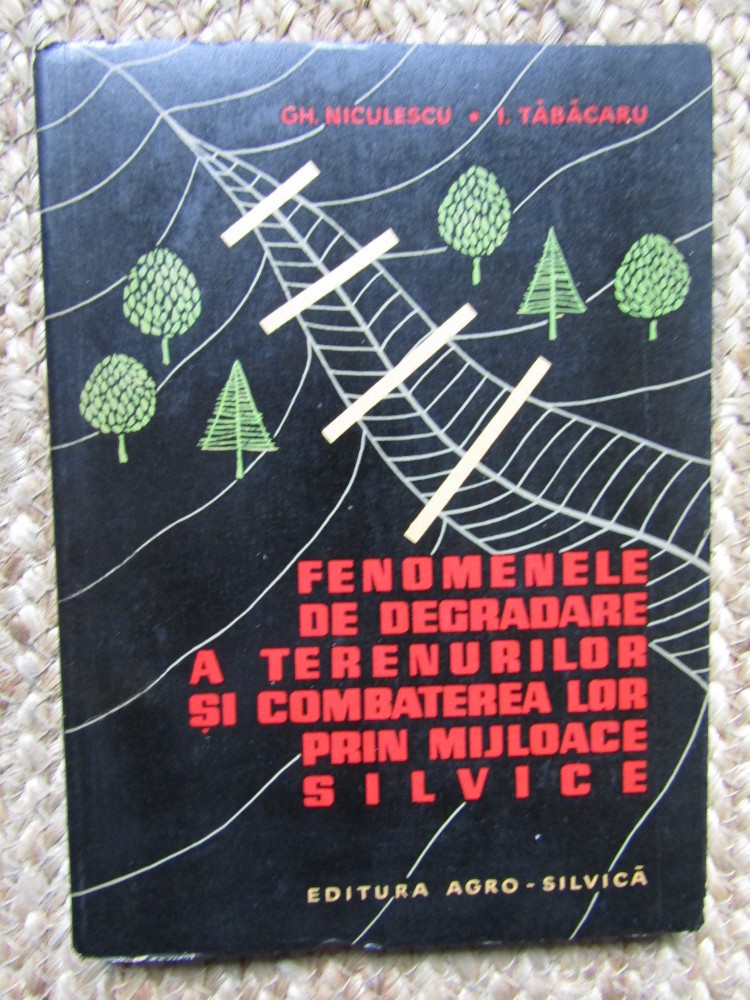 GH. NICULESCU • I. TĂBĂCARU
FENOMENELE
DE DEGRADARE
A TERENURILOR
ȘI COMBATEREA LOR
PRIN MIJLOACE
SILVICE
EDITURA AGRO-SILVICĂ